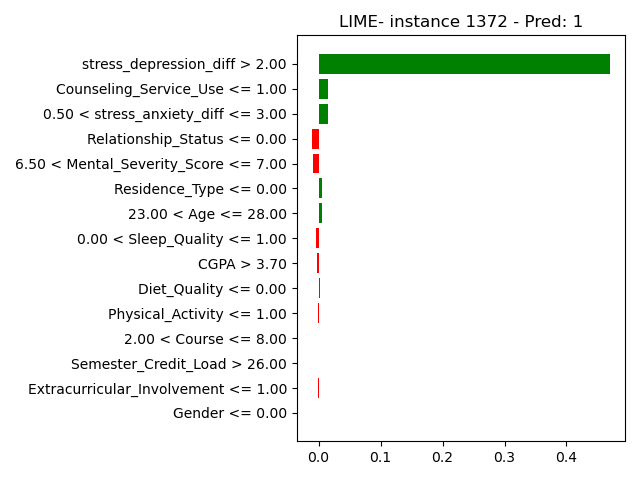 LIME- instance 1372 - Pred: 1
stress_depression_diff > 2.00
Counseling_Service_Use <= 1.00
0.50 < stress_anxiety_diff <= 3.00
Relationship_Status <= 0.00
6.50 < Mental_Severity_Score <= 7.00
Residence_Type <= 0.00
23.00 < Age <= 28.00
0.00 < Sleep_Quality <= 1.00
CGPA > 3.70
Diet_Quality <= 0.00
Physical_Activity <= 1.00
2.00 < Course <= 8.00
Semester_Credit_Load > 26.00
Extracurricular_Involvement <= 1.00
Gender <= 0.00
0.0 0.1 0.2 0.3 0.4